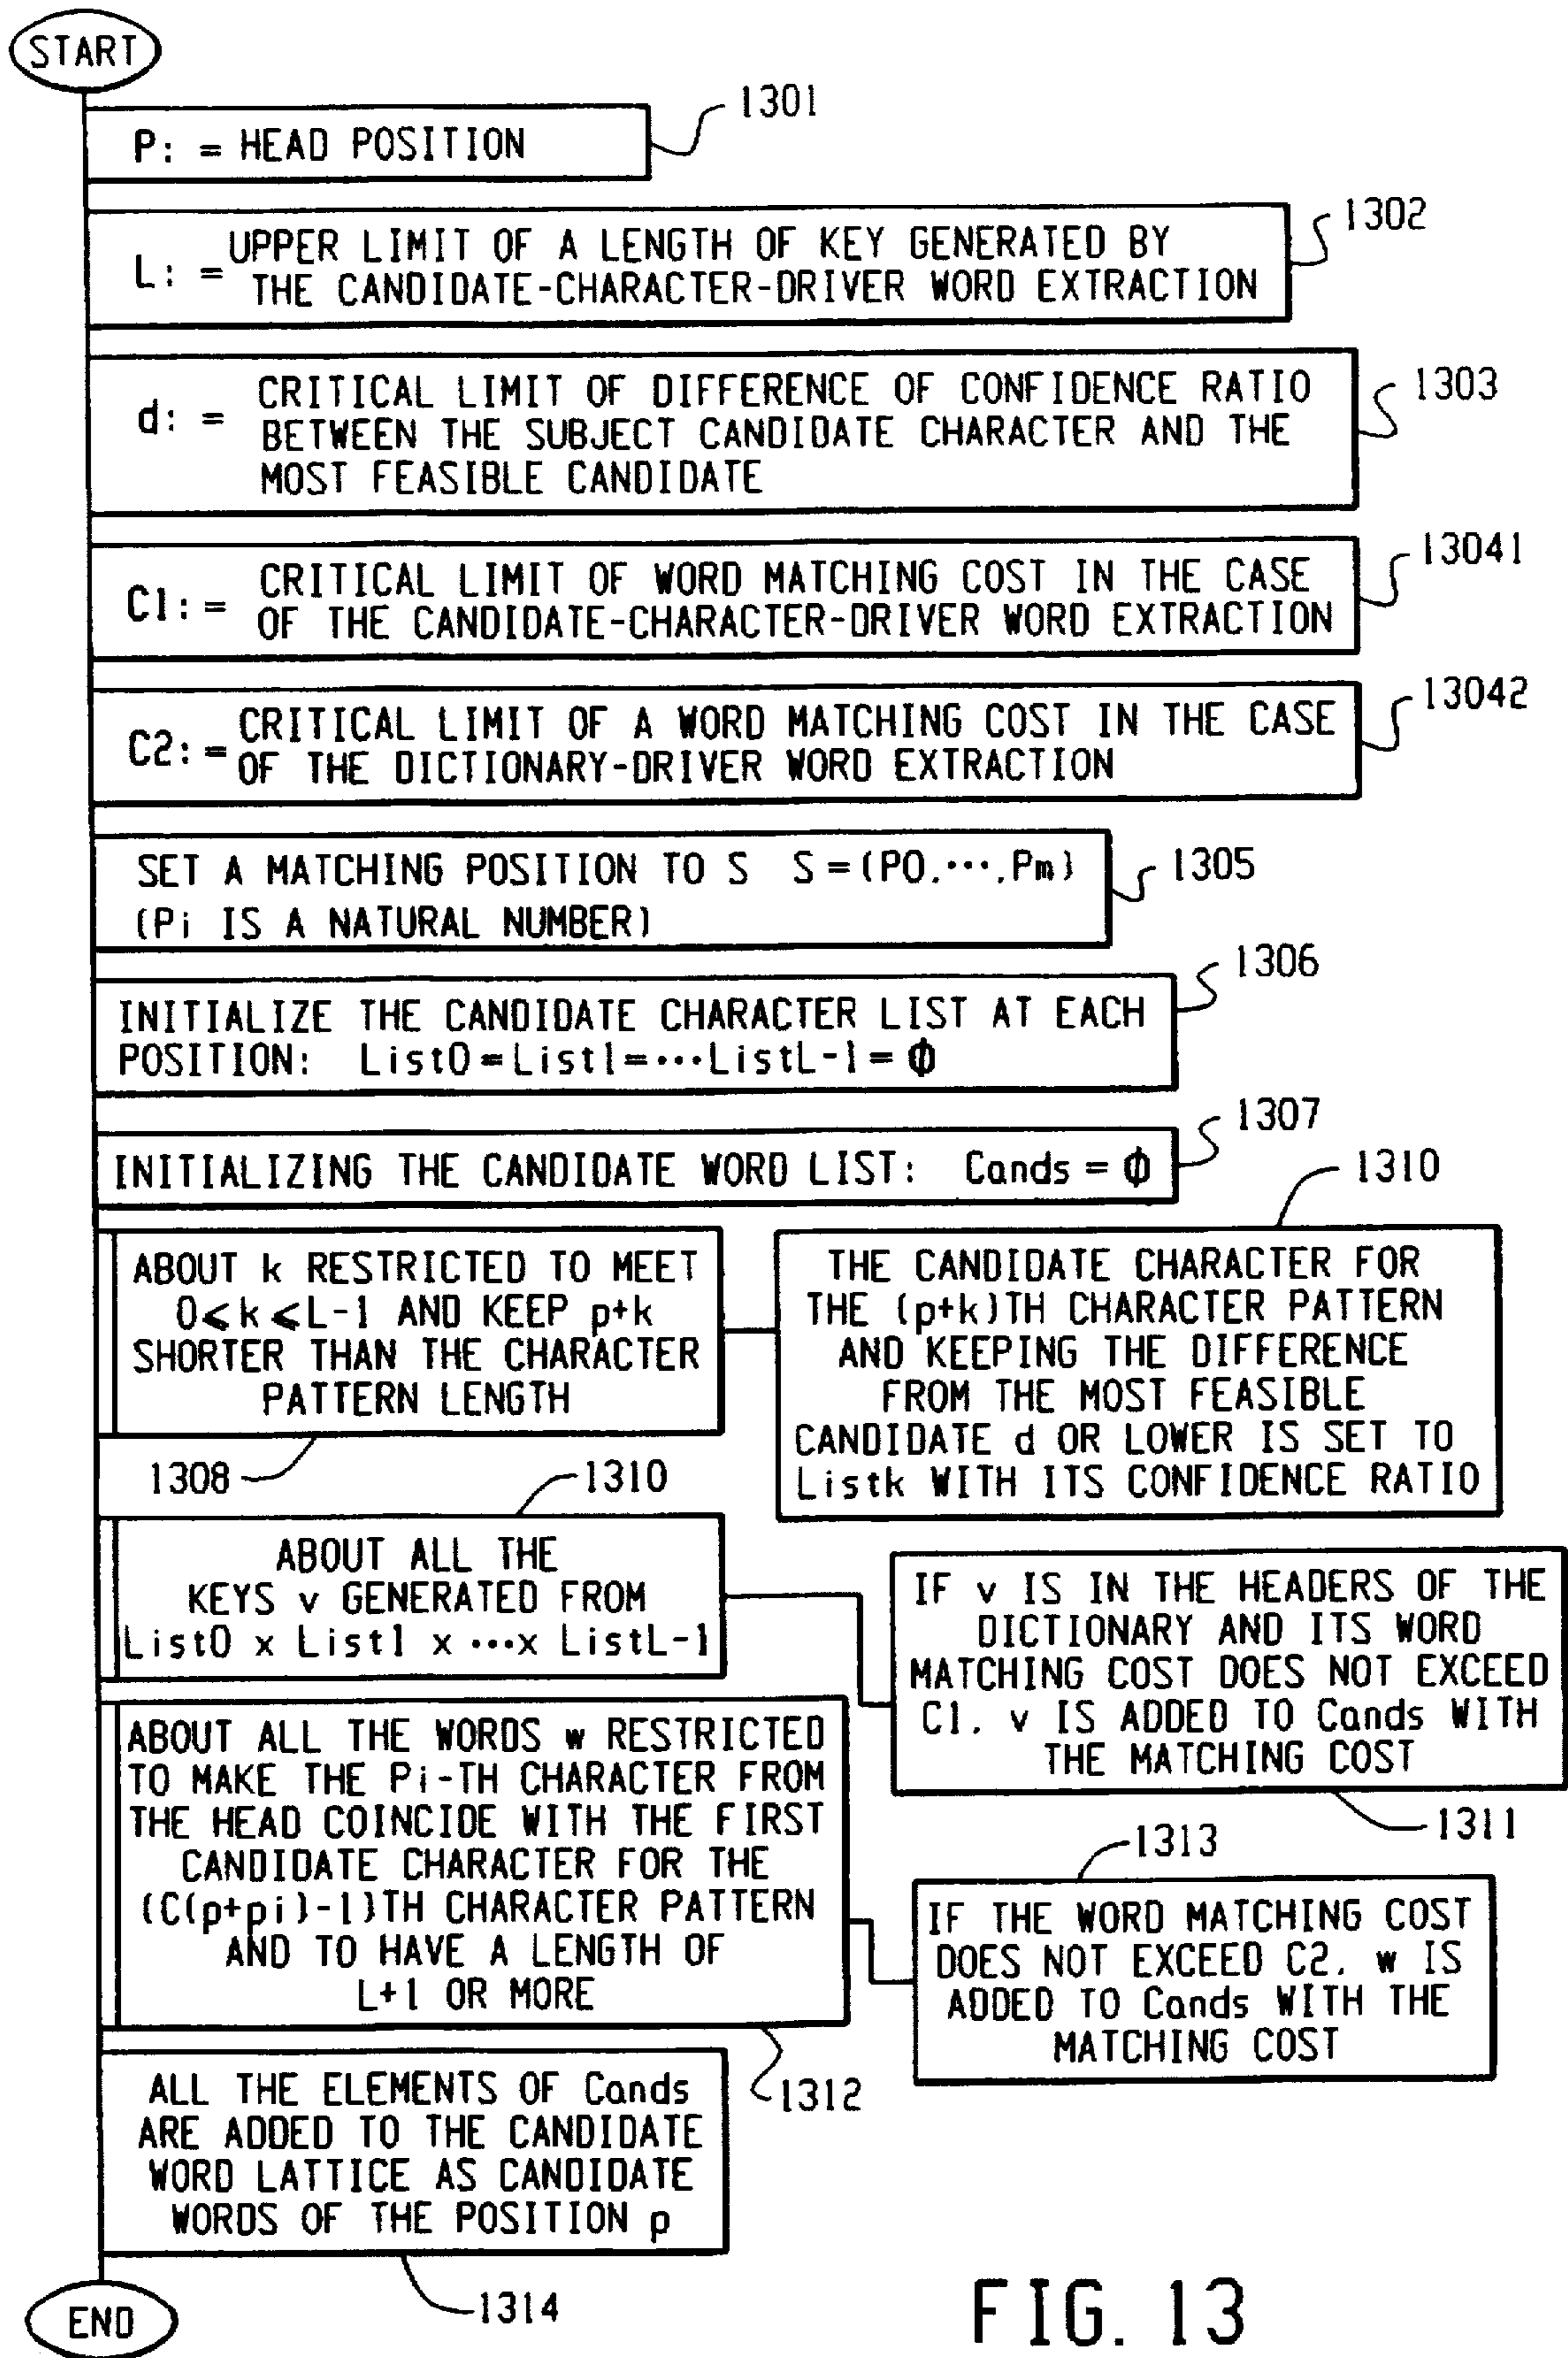 START
1301
P: = HEAD POSITION
1302
L: = UPPER LIMIT OF A LENGTH OF KEY GENERATED BY
THE CANDIDATE-CHARACTER-DRIVER WORD EXTRACTION
1303
d: = CRITICAL LIMIT OF DIFFERENCE OF CONFIDENCE RATIO
BETWEEN THE SUBJECT CANDIDATE CHARACTER AND THE
MOST FEASIBLE CANDIDATE
13041
C1: = CRITICAL LIMIT OF WORD MATCHING COST IN THE CASE
OF THE CANDIDATE-CHARACTER-DRIVER WORD EXTRACTION
13042
C2: = CRITICAL LIMIT OF A WORD MATCHING COST IN THE CASE
OF THE DICTIONARY-DRIVER WORD EXTRACTION
1305
SET A MATCHING POSITION TO S S = (P0, ···, Pm)
(Pi IS A NATURAL NUMBER)
1306
INITIALIZE THE CANDIDATE CHARACTER LIST AT EACH
POSITION: List0 = List1 = ···ListL-1 = Φ
1307
INITIALIZING THE CANDIDATE WORD LIST: Cands = Φ
1310
ABOUT k RESTRICTED TO MEET
0≤k≤L-1 AND KEEP p+k
SHORTER THAN THE CHARACTER
PATTERN LENGTH
1308
THE CANDIDATE CHARACTER FOR
THE (p+k)TH CHARACTER PATTERN
AND KEEPING THE DIFFERENCE
FROM THE MOST FEASIBLE
CANDIDATE d OR LOWER IS SET TO
Listk WITH ITS CONFIDENCE RATIO
1310
ABOUT ALL THE
KEYS v GENERATED FROM
List0 x List1 x ···x ListL-1
IF v IS IN THE HEADERS OF THE
DICTIONARY AND ITS WORD
MATCHING COST DOES NOT EXCEED
C1, v IS ADDED TO Cands WITH
THE MATCHING COST
1311
ABOUT ALL THE WORDS w RESTRICTED
TO MAKE THE Pi-TH CHARACTER FROM
THE HEAD COINCIDE WITH THE FIRST
CANDIDATE CHARACTER FOR THE
(C(p+pi)-1)TH CHARACTER PATTERN
AND TO HAVE A LENGTH OF
L+1 OR MORE
1312
1313
IF THE WORD MATCHING COST
DOES NOT EXCEED C2, w IS
ADDED TO Cands WITH THE
MATCHING COST
ALL THE ELEMENTS OF Cands
ARE ADDED TO THE CANDIDATE
WORD LATTICE AS CANDIDATE
WORDS OF THE POSITION p
1314
END
FIG. 13